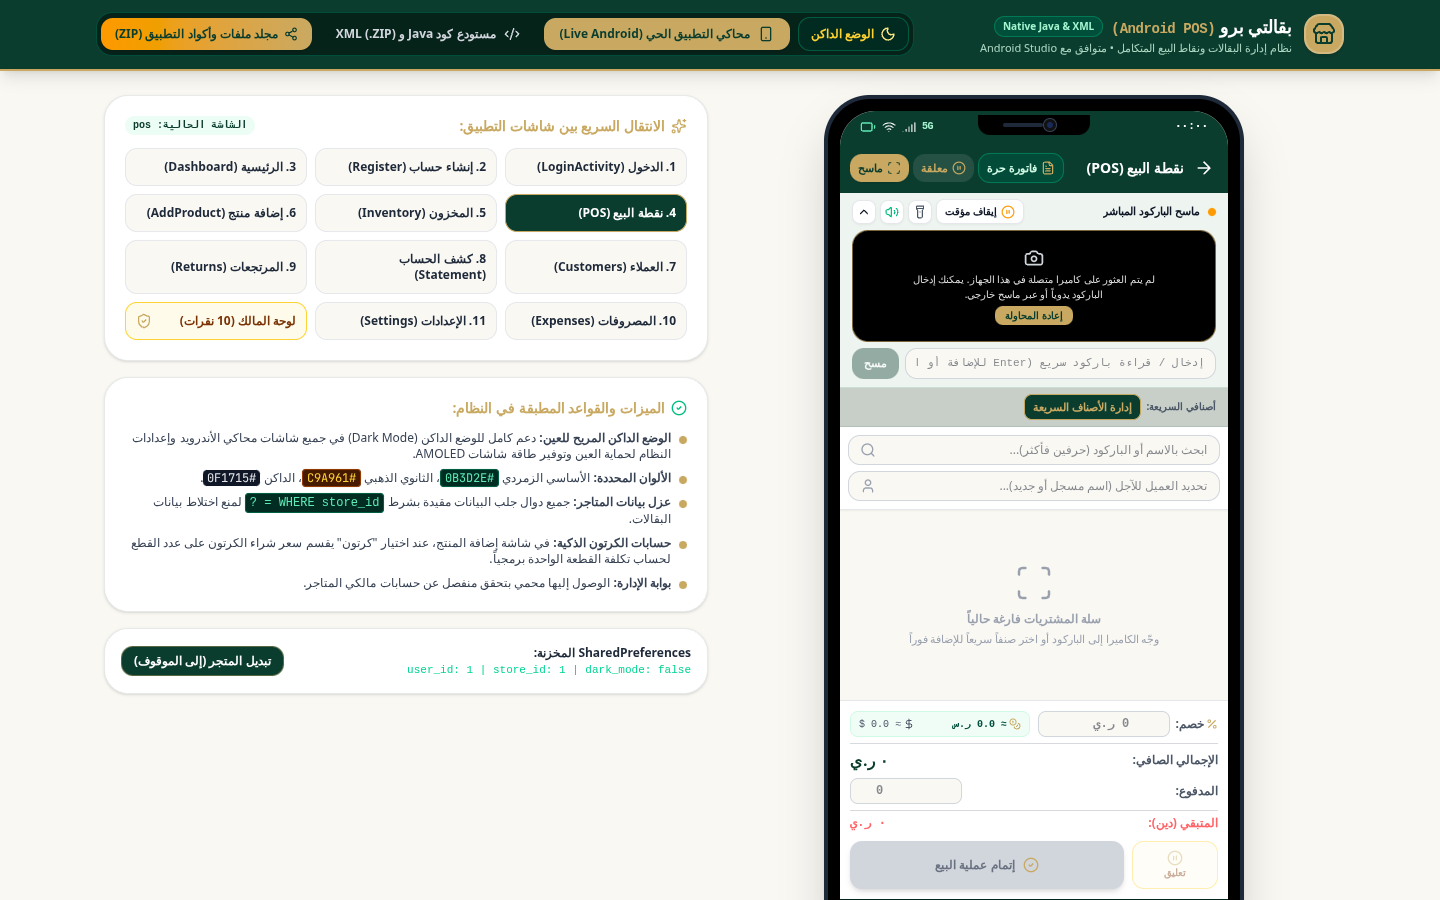 بقالتي برو (Android POS) Native Java & XML
نظام إدارة البقالات ونقاط البيع المتكامل • متوافق مع Android Studio
الوضع الداكن
محاكي التطبيق الحي (Live Android)
مستودع كود Java و XML (.ZIP)
مجلد ملفات وأكواد التطبيق (ZIP)
5G
نقطة البيع (POS)
فاتورة حرة
معلقة
ماسح
ماسح الباركود المباشر
إيقاف مؤقت
لم يتم العثور على كاميرا متصلة في هذا الجهاز. يمكنك إدخال
الباركود يدوياً أو عبر ماسح خارجي.
إعادة المحاولة
إدخال / قراءة باركود سريع (Enter للإضافة أو ا
مسح
أصنافي السريعة:
إدارة الأصناف السريعة
ابحث بالاسم أو الباركود (حرفين فأكثر)...
تحديد العميل للآجل (اسم مسجل أو جديد)...
سلة المشتريات فارغة حالياً
وجّه الكاميرا إلى الباركود أو اختر صنفاً سريعاً للإضافة فوراً
خصم:
0 ر.ي
≈ 0.0 ر.س
≈ 0.0 $
الإجمالي الصافي:
٠ ر.ي
المدفوع:
0
المتبقي (دين):
٠ ر.ي
تعليق
إتمام عملية البيع
الانتقال السريع بين شاشات التطبيق:
الشاشة الحالية: pos
1. الدخول (LoginActivity)
2. إنشاء حساب (Register)
3. الرئيسية (Dashboard)
4. نقطة البيع (POS)
5. المخزون (Inventory)
6. إضافة منتج (AddProduct)
7. العملاء (Customers)
8. كشف الحساب
(Statement)
9. المرتجعات (Returns)
10. المصروفات (Expenses)
11. الإعدادات (Settings)
لوحة المالك (10 نقرات)
الميزات والقواعد المطبقة في النظام:
الوضع الداكن المريح للعين: دعم كامل للوضع الداكن (Dark Mode) في جميع شاشات محاكي الأندرويد وإعدادات
النظام لحماية العين وتوفير طاقة شاشات AMOLED.
الألوان المحددة: الأساسي الزمردي #0B3D2E، الثانوي الذهبي #C9A961، الداكن #0F1715.
عزل بيانات المتاجر: جميع دوال جلب البيانات مقيدة بشرط WHERE store_id = ? لمنع اختلاط بيانات
البقالات.
حسابات الكرتون الذكية: في شاشة إضافة المنتج، عند اختيار "كرتون" يقسم سعر شراء الكرتون على عدد القطع
لحساب تكلفة القطعة الواحدة برمجياً.
بوابة الإدارة: الوصول إليها محمي بتحقق منفصل عن حسابات مالكي المتاجر.
SharedPreferences المخزنة:
user_id: 1 | store_id: 1 | dark_mode: false
تبديل المتجر (إلى الموقوف)